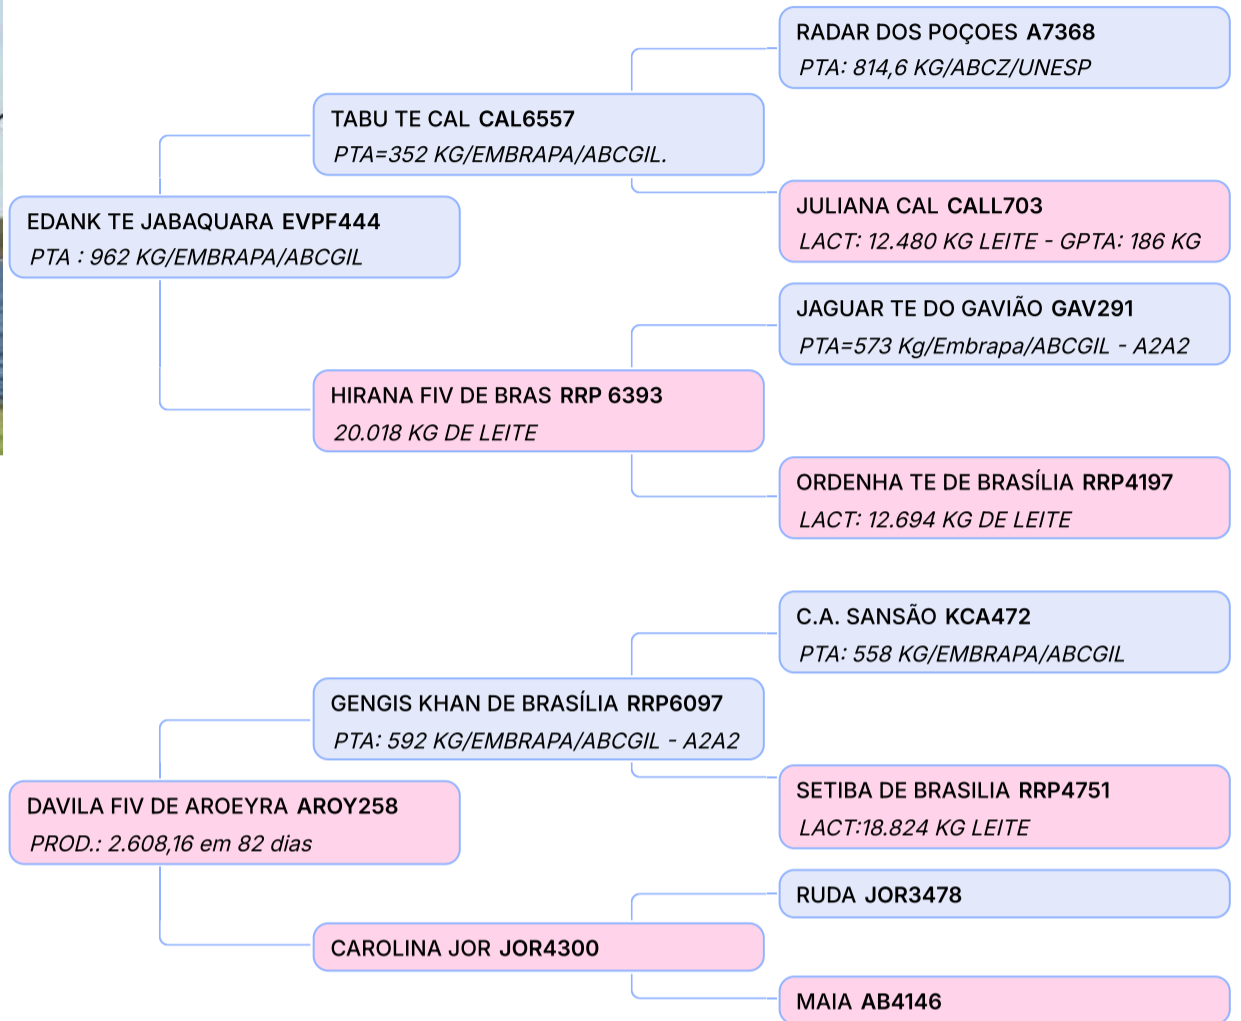 RADAR DOS POÇOES A7368
PTA: 814,6 KG/ABCZ/UNESP
TABU TE CAL CAL6557
PTA=352 KG/EMBRAPA/ABCGIL.
JULIANA CAL CALL703
LACT: 12.480 KG LEITE - GPTA: 186 KG
EDANK TE JABAQUARA EVPF444
PTA : 962 KG/EMBRAPA/ABCGIL
JAGUAR TE DO GAVIÃO GAV291
PTA=573 Kg/Embrapa/ABCGIL - A2A2
HIRANA FIV DE BRAS RRP 6393
20.018 KG DE LEITE
ORDENHA TE DE BRASÍLIA RRP4197
LACT: 12.694 KG DE LEITE
C.A. SANSÃO KCA472
PTA: 558 KG/EMBRAPA/ABCGIL
GENGIS KHAN DE BRASÍLIA RRP6097
PTA: 592 KG/EMBRAPA/ABCGIL - A2A2
SETIBA DE BRASILIA RRP4751
LACT:18.824 KG LEITE
DAVILA FIV DE AROEYRA AROY258
PROD.: 2.608,16 em 82 dias
RUDA JOR3478
CAROLINA JOR JOR4300
MAIA AB4146